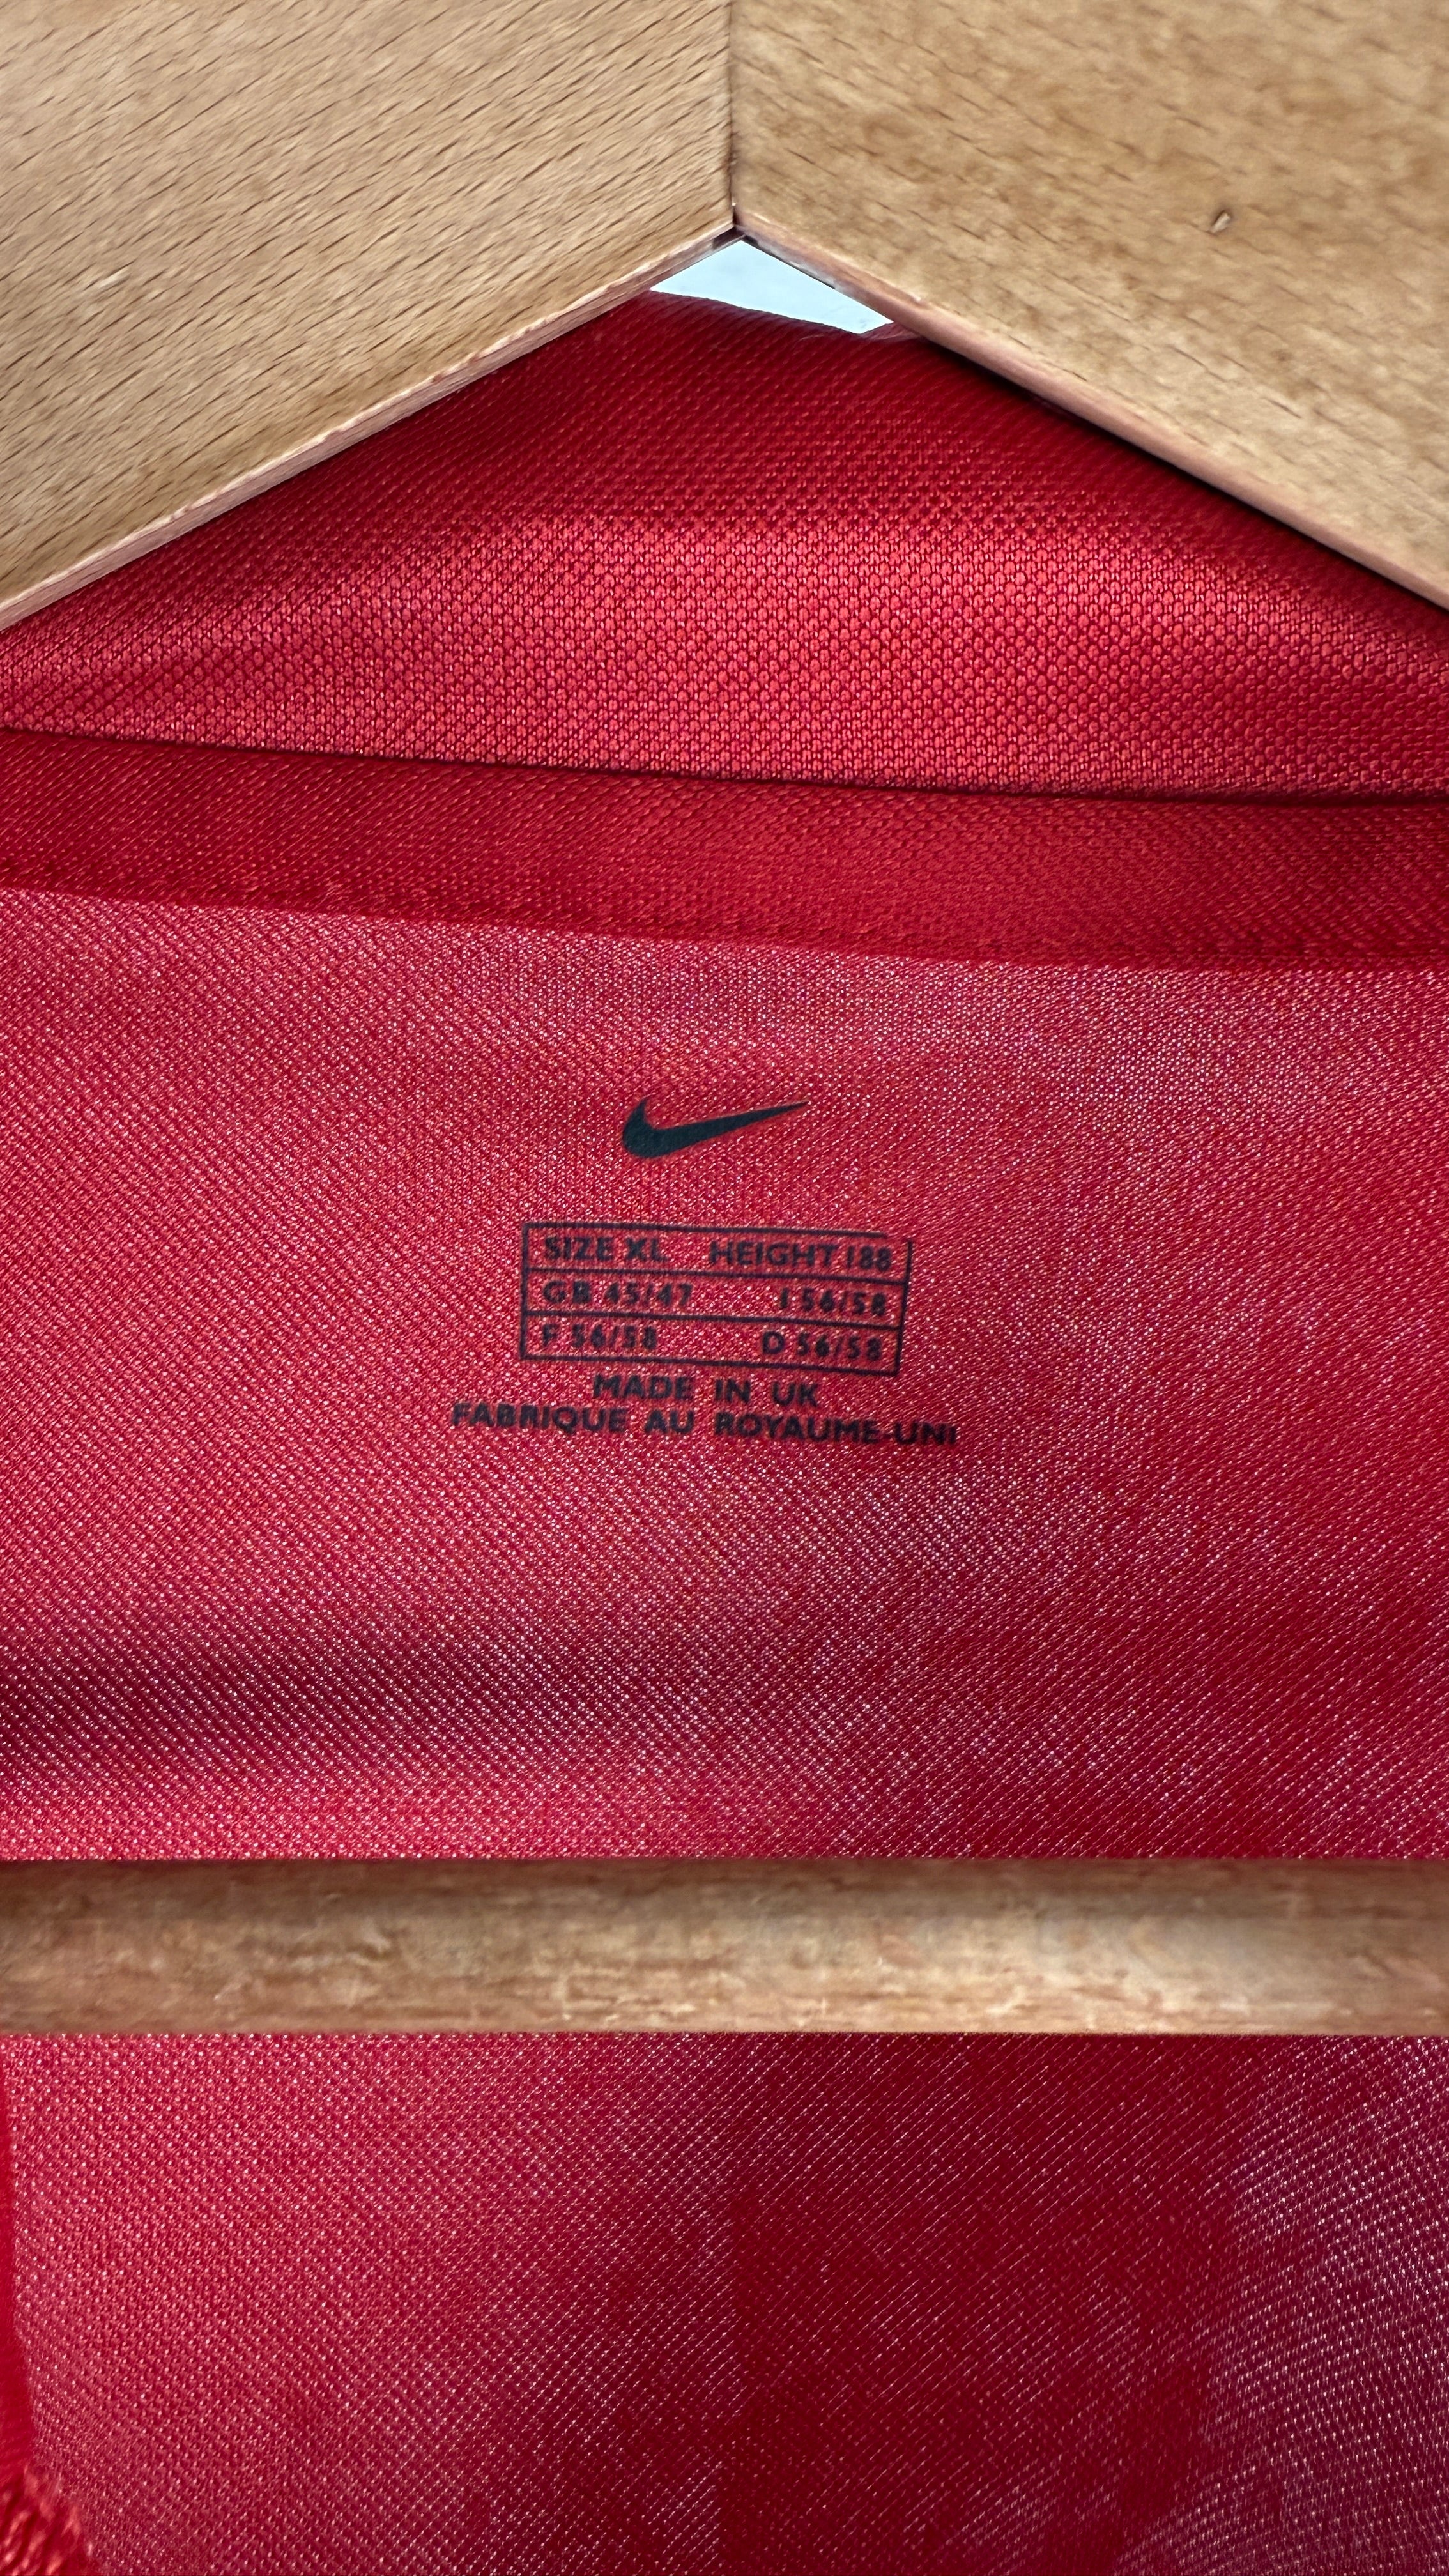 SIZE XL HEIGHT 188
GB 45/47 I 56/58
F 56/58 D 56/58
MADE IN UK
FABRIQUE AU ROYAUME-UNI